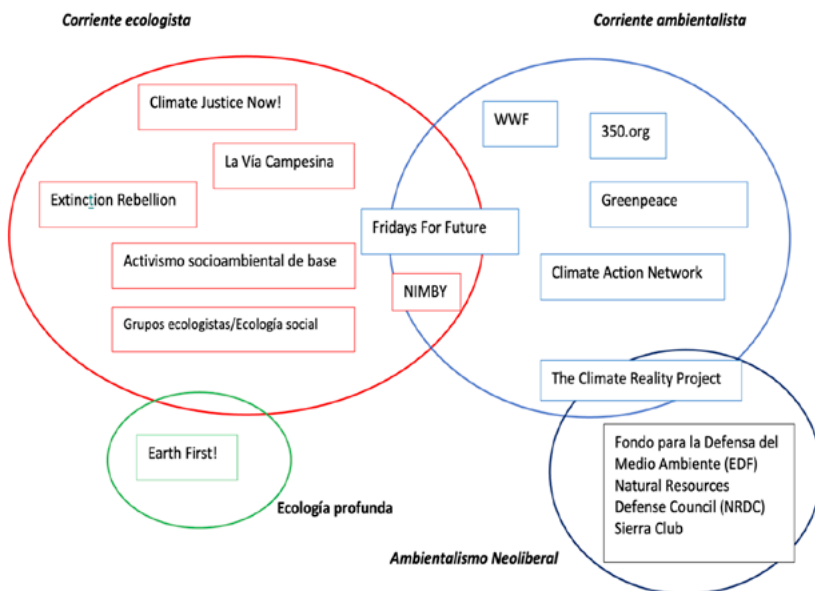 Corriente ecologista
Corriente ambientalista
Climate Justice Now!
WWF
350.org
La Vía Campesina
Extinction Rebellion
Greenpeace
Fridays For Future
Activismo socioambiental de base
Climate Action Network
NIMBY
Grupos ecologistas/Ecología social
The Climate Reality Project
Earth First!
Fondo para la Defensa del
Medio Ambiente (EDF)
Natural Resources
Defense Council (NRDC)
Sierra Club
Ecología profunda
Ambientalismo Neoliberal